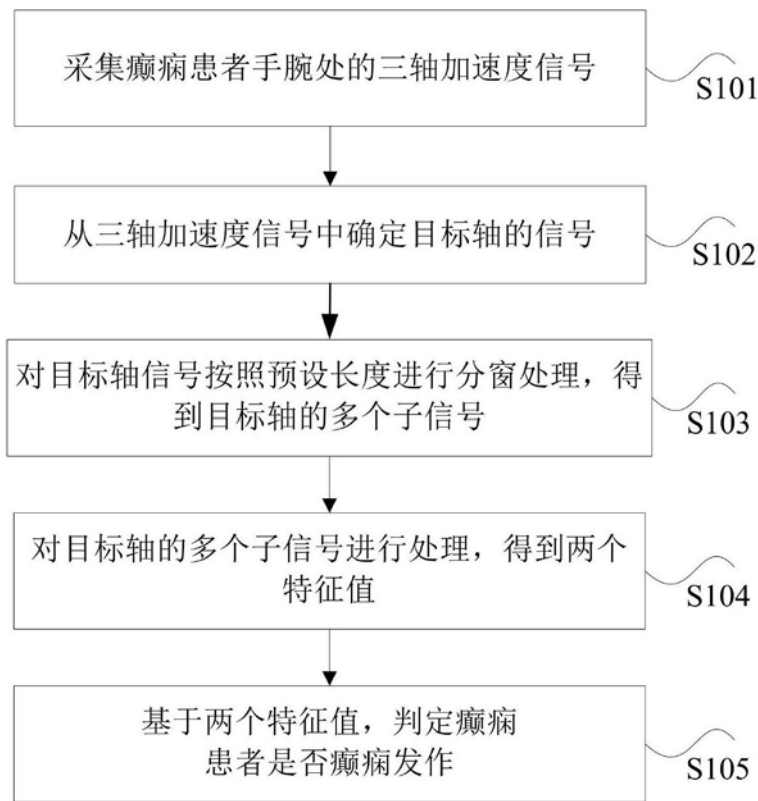 采集癫痫患者手腕处的三轴加速度信号
S101
从三轴加速度信号中确定目标轴的信号
S102
对目标轴信号按照预设长度进行分窗处理，得
到目标轴的多个子信号
S103
对目标轴的多个子信号进行处理，得到两个
特征值
S104
基于两个特征值，判定癫痫
患者是否癫痫发作
S105